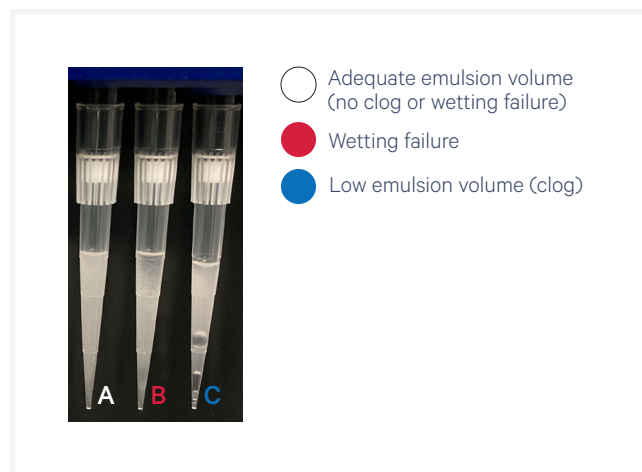 Adequate emulsion volume
(no clog or wetting failure)
Wetting failure
Low emulsion volume (clog)
A B C